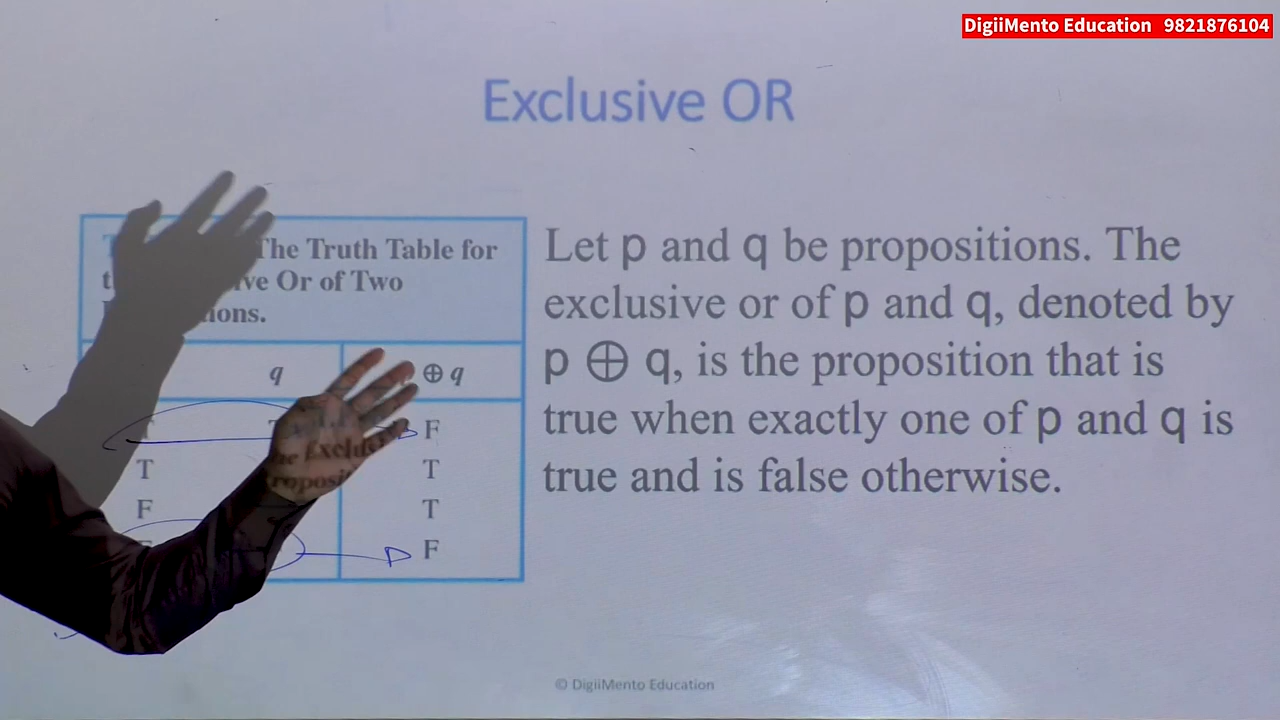 DigiiMento Education 9821876104
Exclusive OR
The Truth Table for
ve Or of Two
ions.
q ⊕ q
F
T T
F T
F
Let p and q be propositions. The
exclusive or of p and q, denoted by
p ⊕ q, is the proposition that is
true when exactly one of p and q is
true and is false otherwise.
© DigiiMento Education